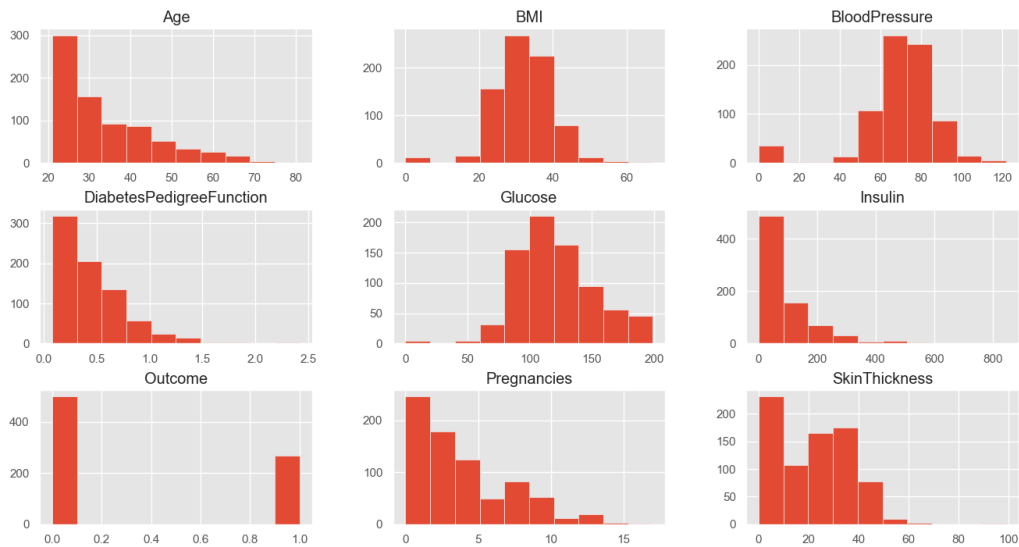 Age
BMI
BloodPressure
300
200
100
0
20 30 40 50 60 70 80
200
100
0
0 20 40 60
200
100
0
0 20 40 60 80 100 120
DiabetesPedigreeFunction
Glucose
Insulin
300
200
100
0
0.0 0.5 1.0 1.5 2.0 2.5
200
150
100
50
0
0 50 100 150 200
400
200
0
0 200 400 600 800
Outcome
Pregnancies
SkinThickness
400
200
0
0.0 0.2 0.4 0.6 0.8 1.0
200
100
0
0 5 10 15
200
150
100
50
0
0 20 40 60 80 100